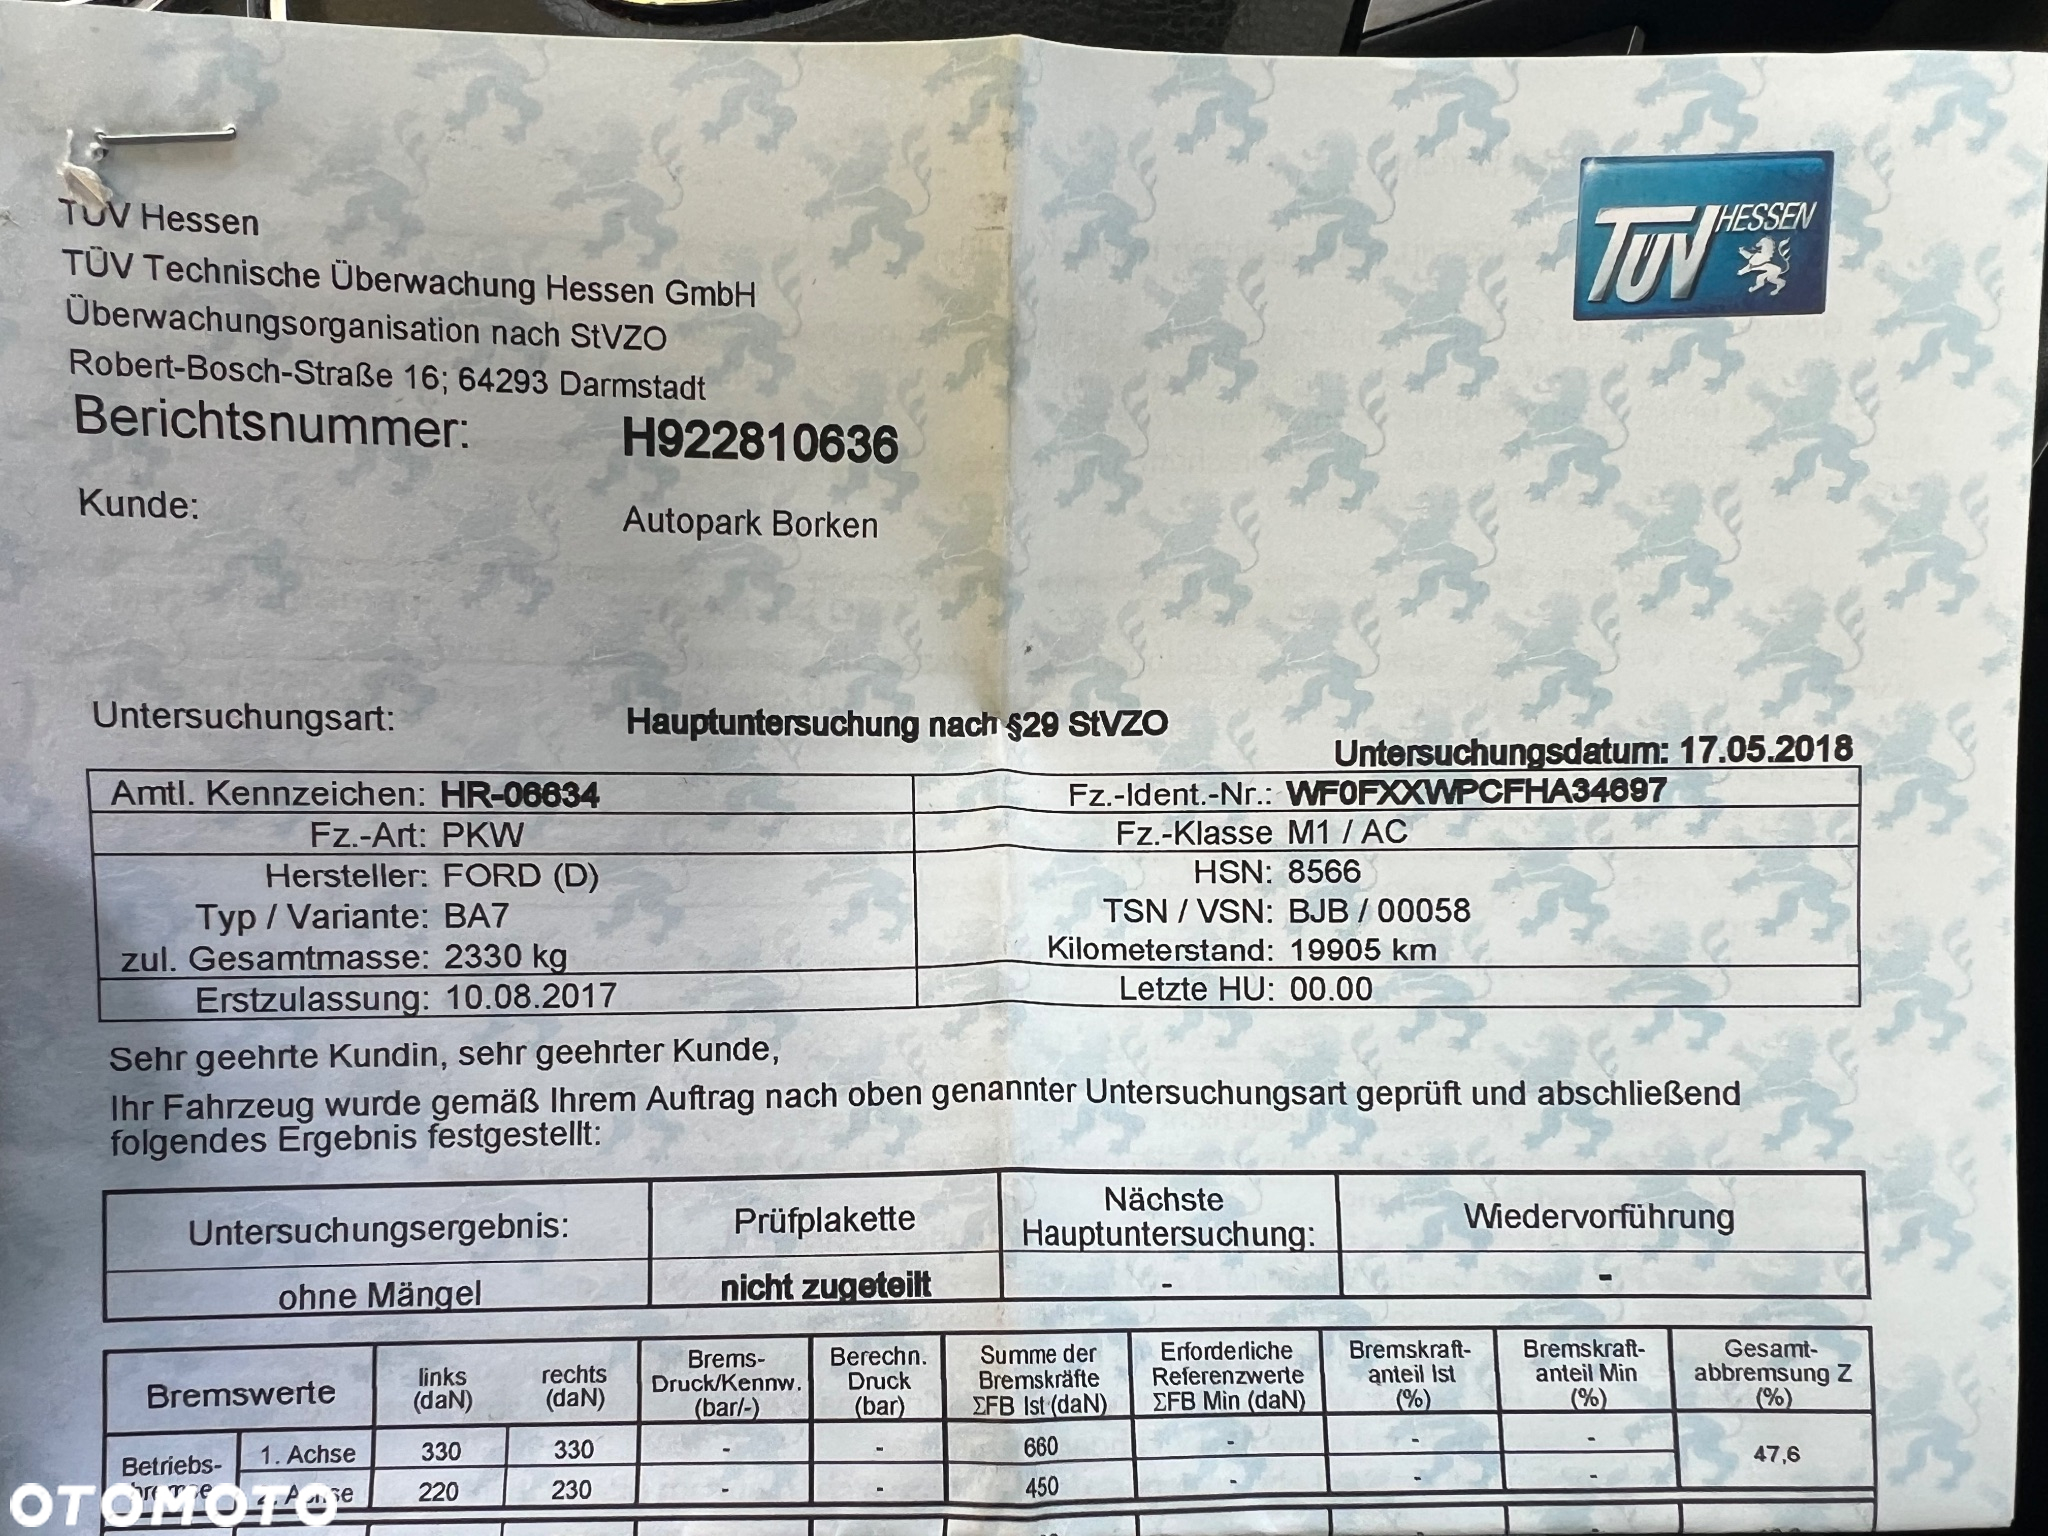 TÜV HESSEN
TÜV Hessen
TÜV Technische Überwachung Hessen GmbH
Überwachungsorganisation nach StVZO
Robert-Bosch-Straße 16; 64293 Darmstadt
Berichtsnummer: H922810636
Kunde: Autopark Borken
Untersuchungsart: Hauptuntersuchung nach §29 StVZO
Untersuchungsdatum: 17.05.2018
Amtl. Kennzeichen: HR-06634 Fz.-Ident.-Nr.: WF0FXXWPCFHA34697
Fz.-Art: PKW Fz.-Klasse M1 / AC
Hersteller: FORD (D) HSN: 8566
Typ / Variante: BA7 TSN / VSN: BJB / 00058
zul. Gesamtmasse: 2330 kg Kilometerstand: 19905 km
Erstzulassung: 10.08.2017 Letzte HU: 00.00
Sehr geehrte Kundin, sehr geehrter Kunde,
Ihr Fahrzeug wurde gemäß Ihrem Auftrag nach oben genannter Untersuchungsart geprüft und abschließend
folgendes Ergebnis festgestellt:
Untersuchungsergebnis: Prüfplakette Nächste Hauptuntersuchung: Wiedervorführung
ohne Mängel nicht zugeteilt - -
Bremswerte links (daN) rechts (daN) Brems-Druck/Kennw. (bar/-) Berechn. Druck (bar) Summe der Bremskräfte ΣFB Ist (daN) Erforderliche Referenzwerte ΣFB Min (daN) Bremskraft-anteil Ist (%) Bremskraft-anteil Min (%) Gesamt-abbremsung Z (%)
Betriebs-bremse 1. Achse 330 330 - - 660 - - - 47,6
2. Achse 220 230 - - 450 - - -
OTOMOTO